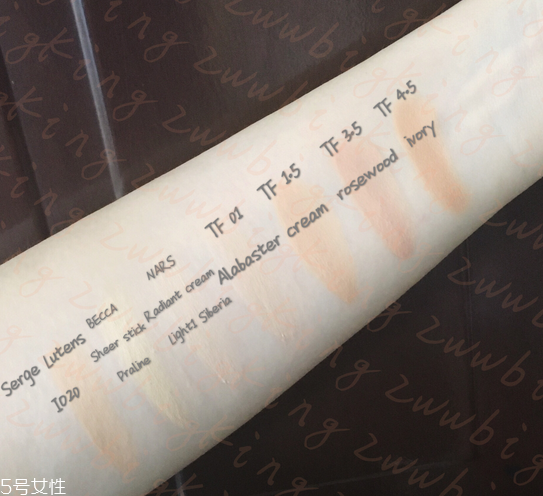 TF 4.5
ivory
TF 3.5
rosewood
TF 1.5
cream
TF 01
Alabaster
NARS
Radiant cream
Light1 Siberia
BECCA
Sheer stick
Praline
Serge Lutens
IO20
zwwbingking
5号女性